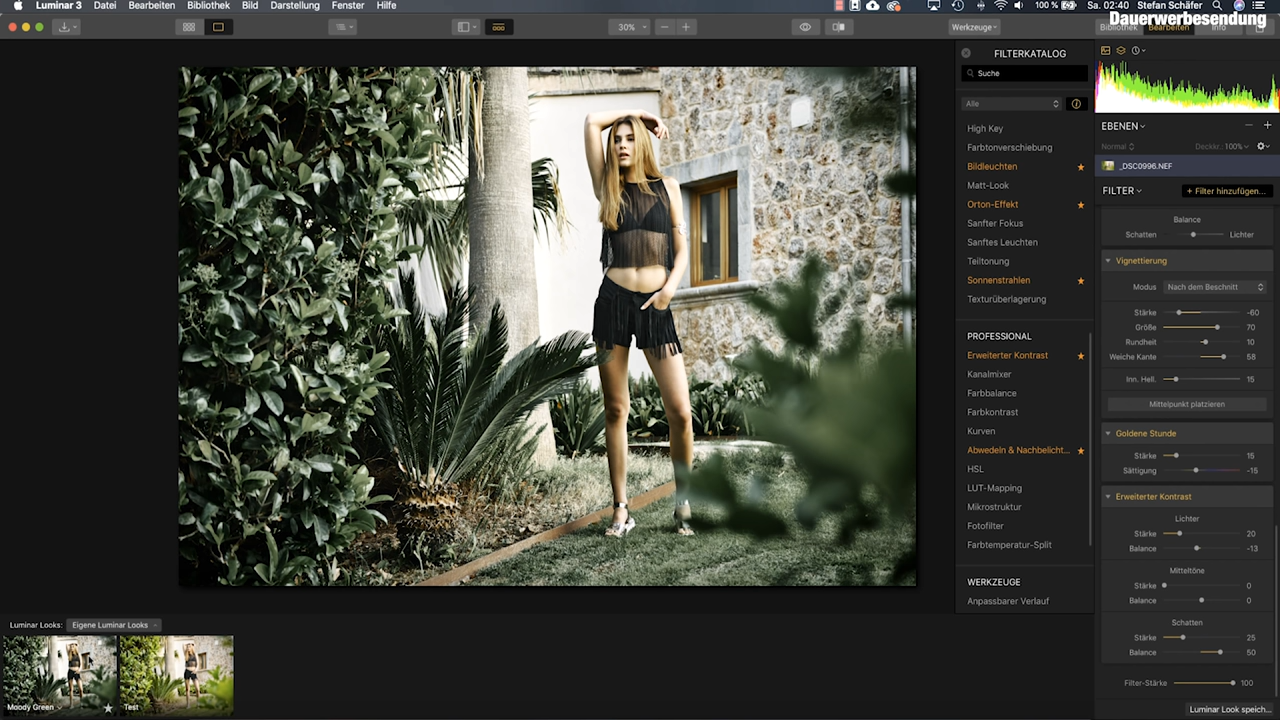 Luminar 3 Datei Bearbeiten Bibliothek Bild Darstellung Fenster Hilfe
100 % Sa. 02:40 Stefan Schäfer
Dauerwerbesendung
30% Werkzeuge Bibliothek Bearbeiten Info
FILTERKATALOG
Suche
Alle
High Key
Farbtonverschiebung
Bildleuchten
Matt-Look
Orton-Effekt
Sanfter Fokus
Sanftes Leuchten
Teiltonung
Sonnenstrahlen
Texturüberlagerung
PROFESSIONAL
Erweiterter Kontrast
Kanalmixer
Farbbalance
Farbkontrast
Kurven
Abwedeln & Nachbelicht...
HSL
LUT-Mapping
Mikrostruktur
Fotofilter
Farbtemperatur-Split
WERKZEUGE
Anpassbarer Verlauf
EBENEN
Normal Deckkr.: 100%
_DSC0996.NEF
FILTER + Filter hinzufügen...
Balance
Schatten Lichter
Vignettierung
Modus Nach dem Beschnitt
Stärke -60
Größe 70
Rundheit 10
Weiche Kante 58
Inn. Hell. 15
Mittelpunkt platzieren
Goldene Stunde
Stärke 15
Sättigung -15
Erweiterter Kontrast
Lichter
Stärke 20
Balance -13
Mitteltöne
Stärke 0
Balance 0
Schatten
Stärke 25
Balance 50
Filter-Stärke 100
Luminar Look speich...
Luminar Looks: Eigene Luminar Looks
Moody Green Test